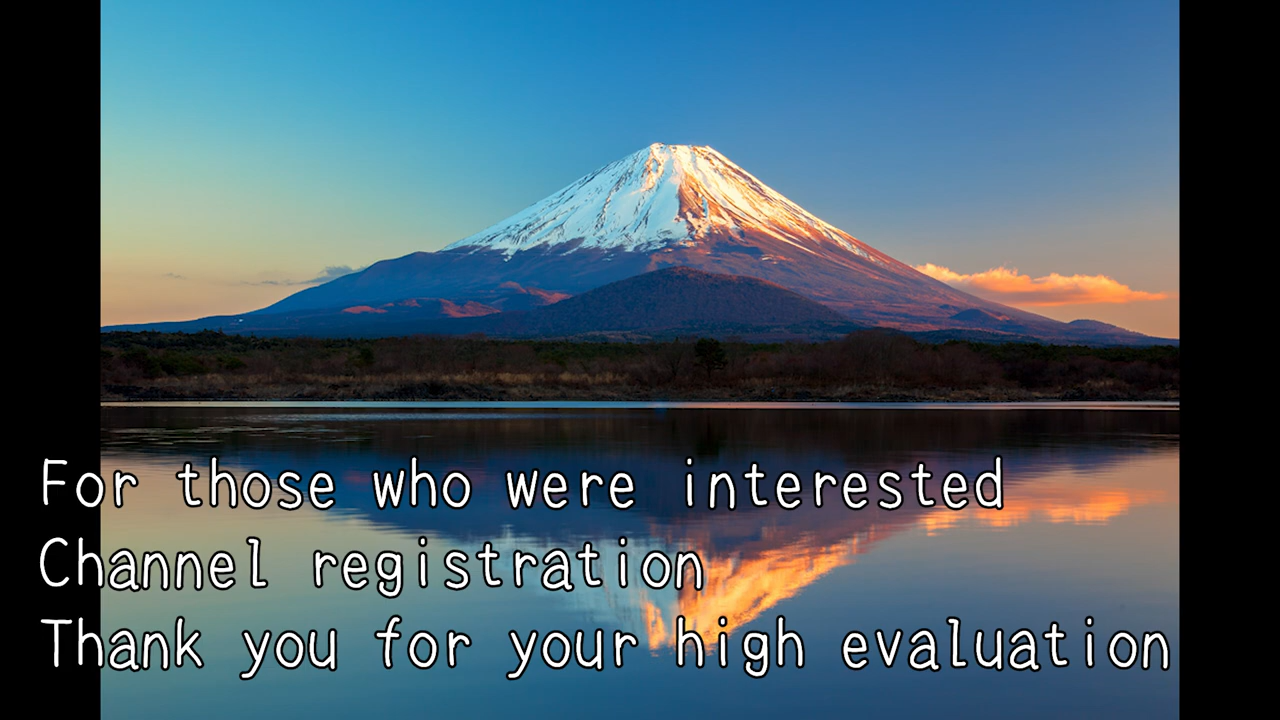 For those who were interested
Channel registration
Thank you for your high evaluation